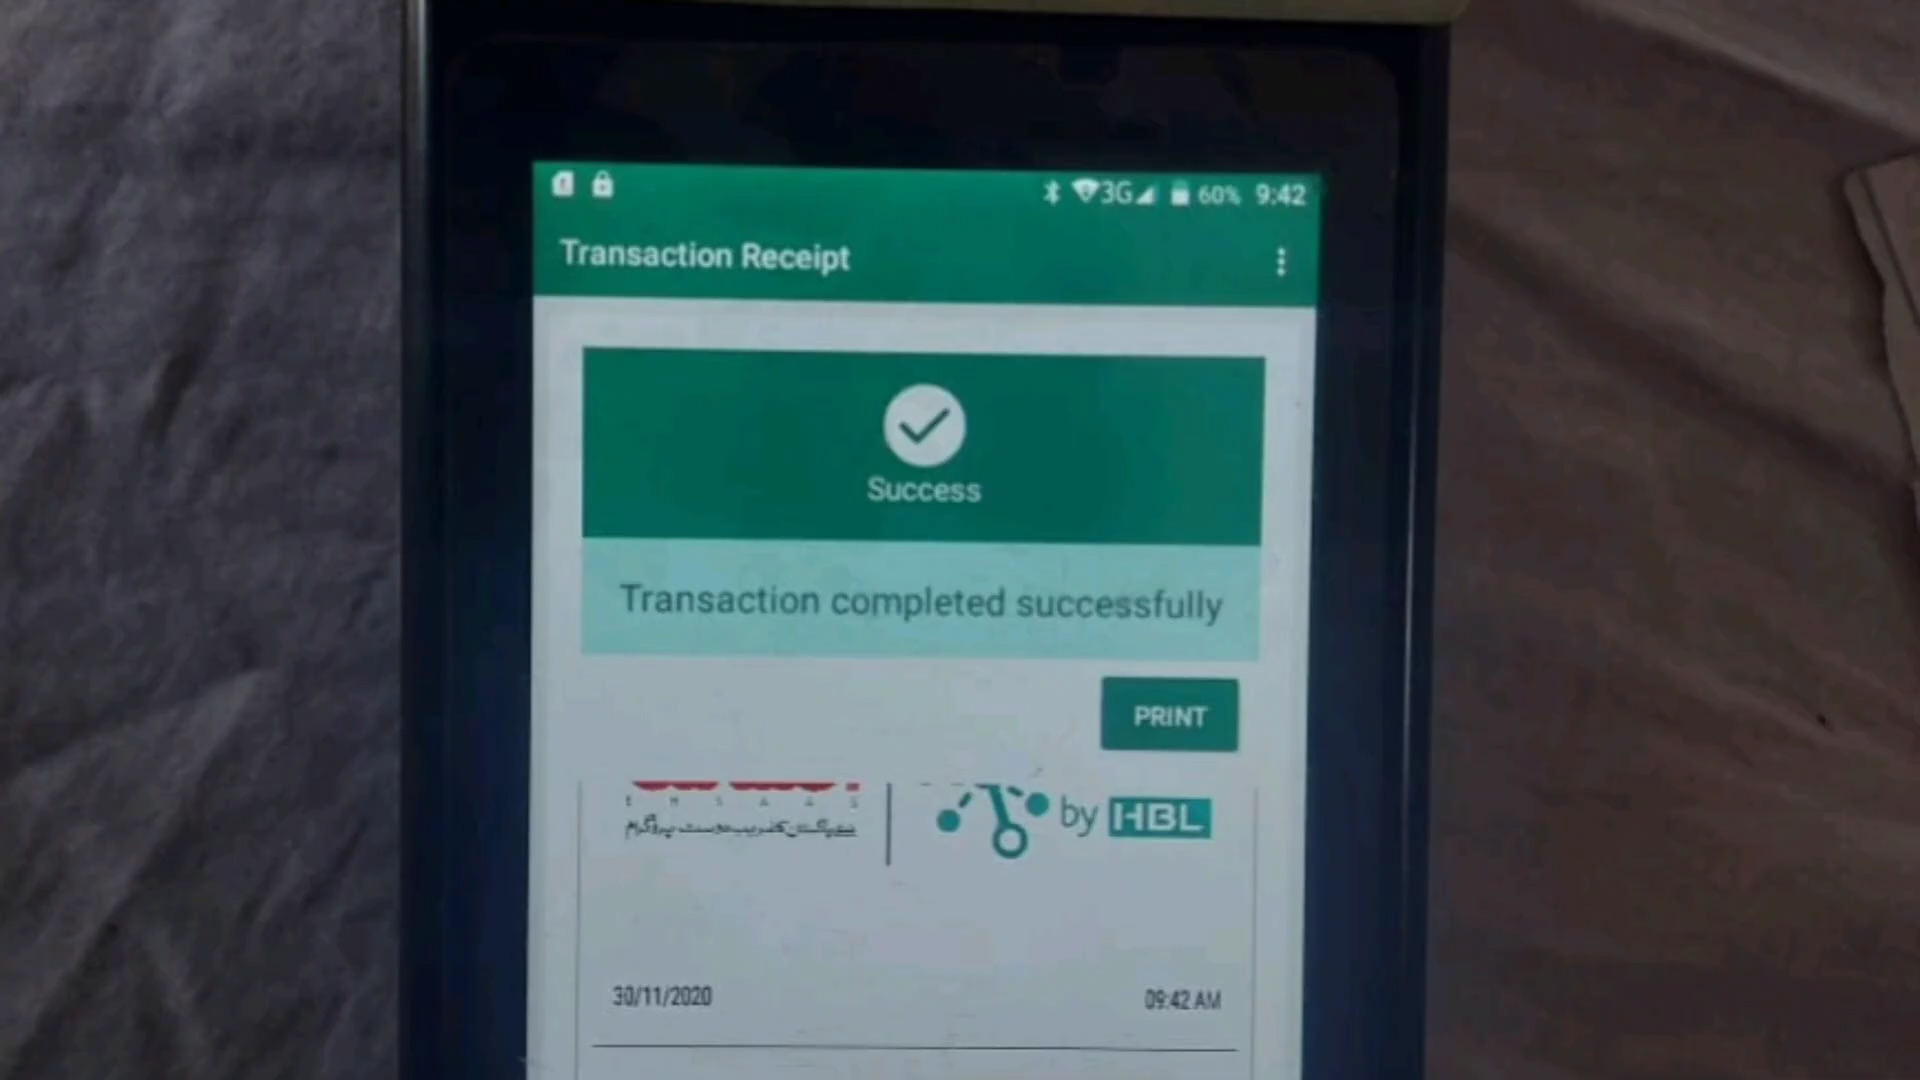 3G 60% 9:42
Transaction Receipt
Success
Transaction completed successfully
PRINT
E H S A A S
by HBL
30/11/2020 09:42 AM